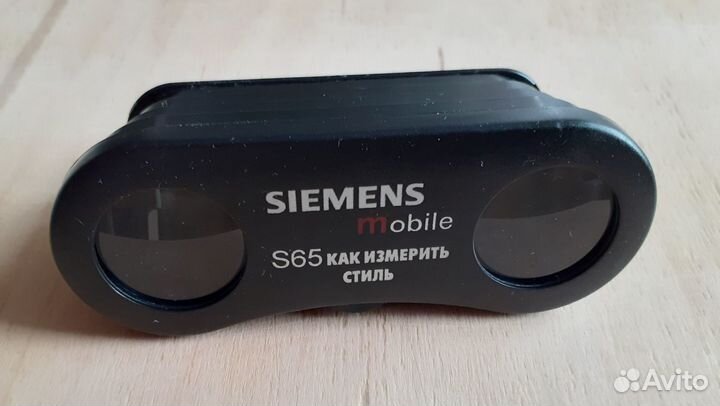 SIEMENS
mobile
S65 КАК ИЗМЕРИТЬ
СТИЛЬ
Avito